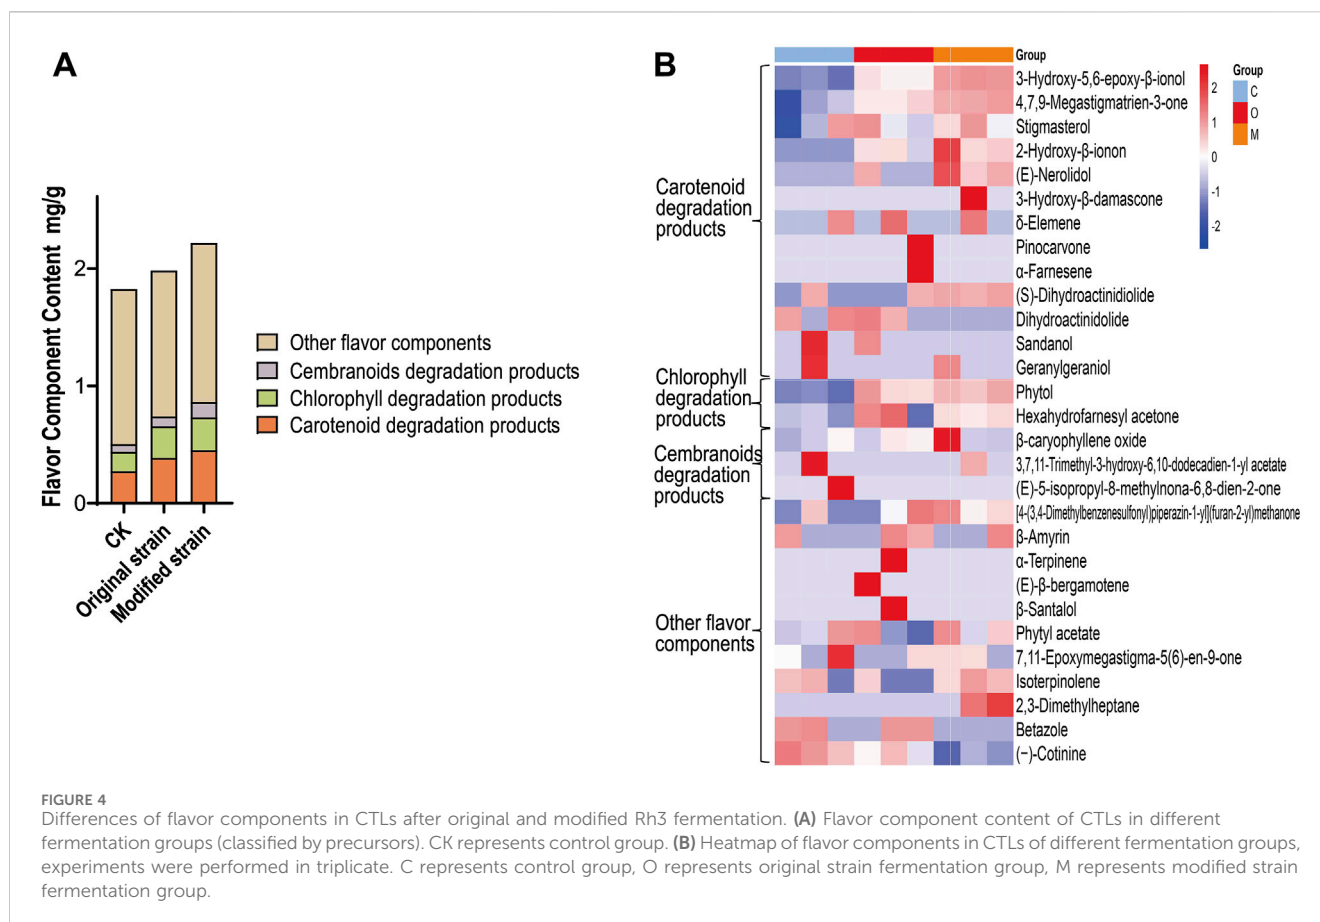 A
Flavor Component Content mg/g
2
1
0
CK
Original strain
Modified strain
Other flavor components
Cembranoids degradation products
Chlorophyll degradation products
Carotenoid degradation products
B
Carotenoid
degradation
products
Chlorophyll
degradation
products
Cembranoids
degradation
products
Other flavor
components
Group
3-Hydroxy-5,6-epoxy-β-ionol
4,7,9-Megastigmatrien-3-one
Stigmasterol
2-Hydroxy-β-ionon
(E)-Nerolidol
3-Hydroxy-β-damascone
δ-Elemene
Pinocarvone
α-Farnesene
(S)-Dihydroactinidiolide
Dihydroactinidolide
Sandanol
Geranylgeraniol
Phytol
Hexahydrofarnesyl acetone
β-caryophyllene oxide
3,7,11-Trimethyl-3-hydroxy-6,10-dodecadien-1-yl acetate
(E)-5-isopropyl-8-methylnona-6,8-dien-2-one
[4-(3,4-Dimethylbenzenesulfonyl)piperazin-1-yl](furan-2-yl)methanone
β-Amyrin
α-Terpinene
(E)-β-bergamotene
β-Santalol
Phytyl acetate
7,11-Epoxymegastigma-5(6)-en-9-one
Isoterpinolene
2,3-Dimethylheptane
Betazole
(−)-Cotinine
2
1
0
-1
-2
Group
C
O
M
FIGURE 4
Differences of flavor components in CTLs after original and modified Rh3 fermentation. (A) Flavor component content of CTLs in different
fermentation groups (classified by precursors). CK represents control group. (B) Heatmap of flavor components in CTLs of different fermentation groups,
experiments were performed in triplicate. C represents control group, O represents original strain fermentation group, M represents modified strain
fermentation group.